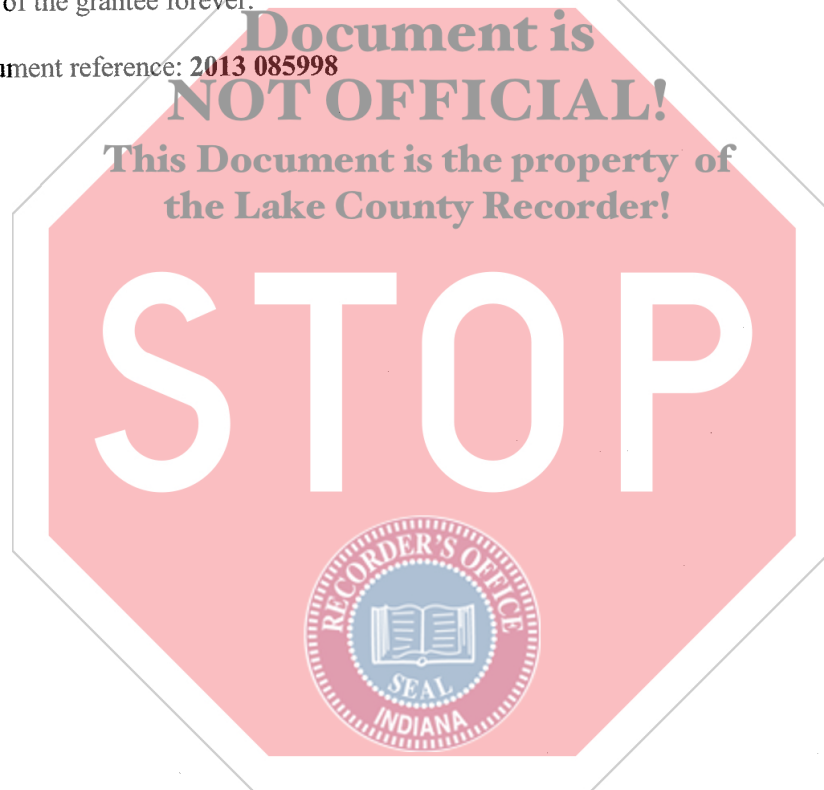 of the grantee forever.
Document is
ument reference: 2013 085998
NOT OFFICIAL!
This Document is the property of
the Lake County Recorder!
STOP
RECORDER'S OFFICE
SEAL
INDIANA